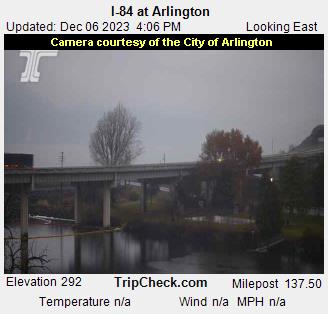 I-84 at Arlington
Updated: Dec 06 2023 4:06 PM Looking East
Camera courtesy of the City of Arlington
Elevation 292 TripCheck.com Milepost 137.50
Temperature n/a Wind n/a MPH n/a